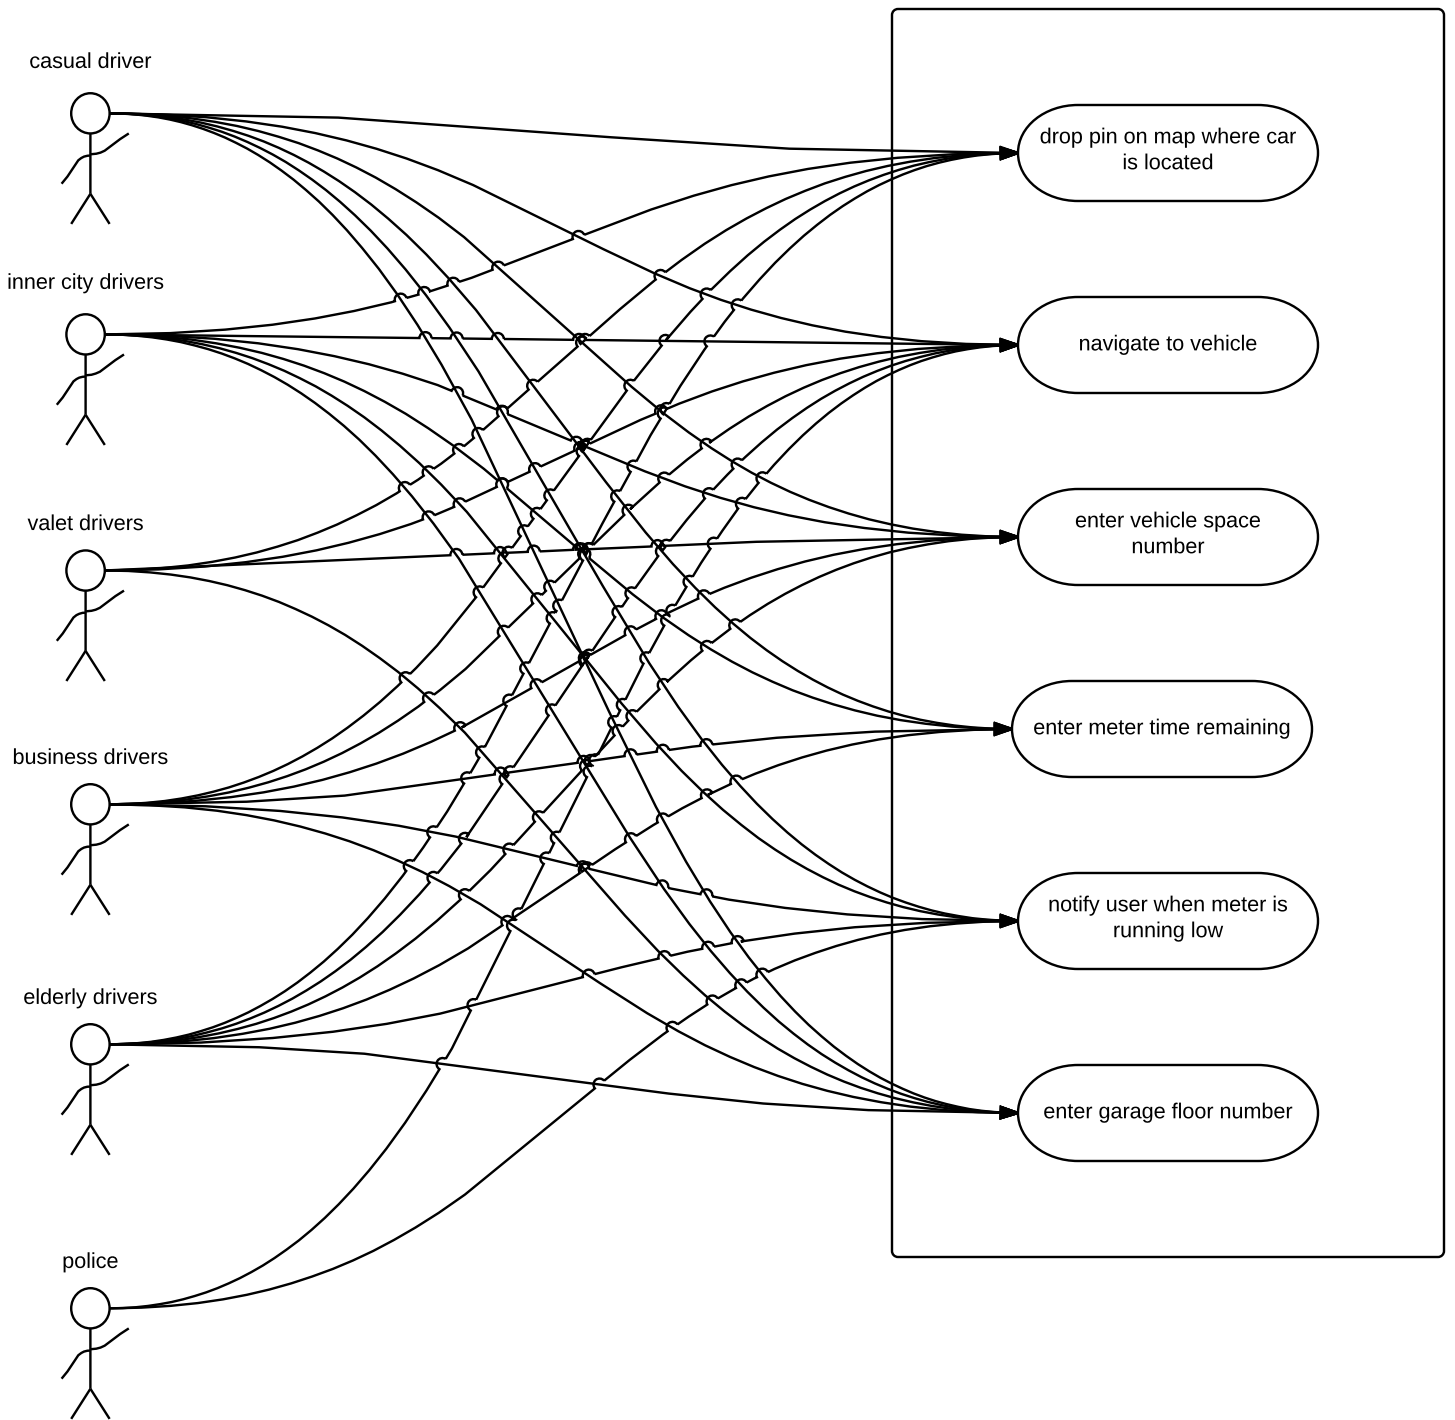 casual driver
drop pin on map where car
is located
inner city drivers
navigate to vehicle
valet drivers
enter vehicle space
number
business drivers
enter meter time remaining
notify user when meter is
running low
elderly drivers
enter garage floor number
police